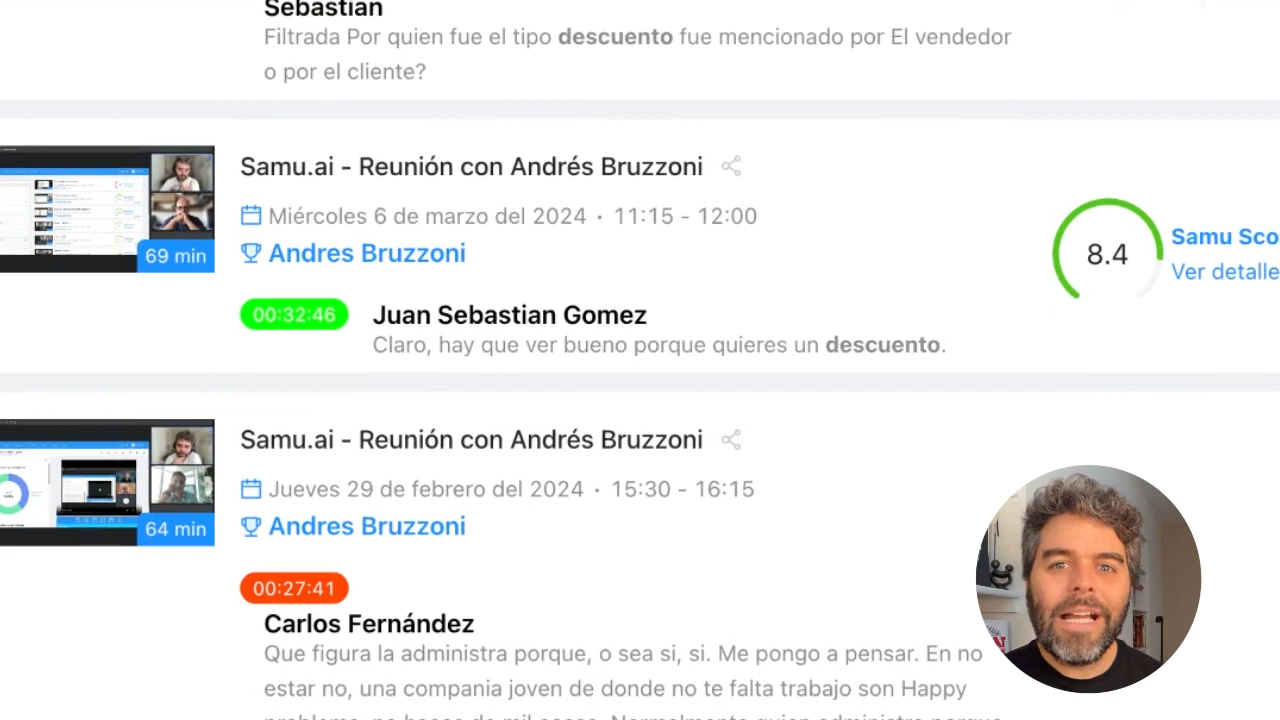 Sebastian
Filtrada Por quien fue el tipo descuento fue mencionado por El vendedor
o por el cliente?
Samu.ai - Reunión con Andrés Bruzzoni
Miércoles 6 de marzo del 2024 • 11:15 - 12:00
69 min
Andres Bruzzoni
8.4
Samu Sco
Ver detalle
00:32:46
Juan Sebastian Gomez
Claro, hay que ver bueno porque quieres un descuento.
Samu.ai - Reunión con Andrés Bruzzoni
Jueves 29 de febrero del 2024 • 15:30 - 16:15
64 min
Andres Bruzzoni
00:27:41
Carlos Fernández
Que figura la administra porque, o sea si, si. Me pongo a pensar. En no
estar no, una compania joven de donde no te falta trabajo son Happy